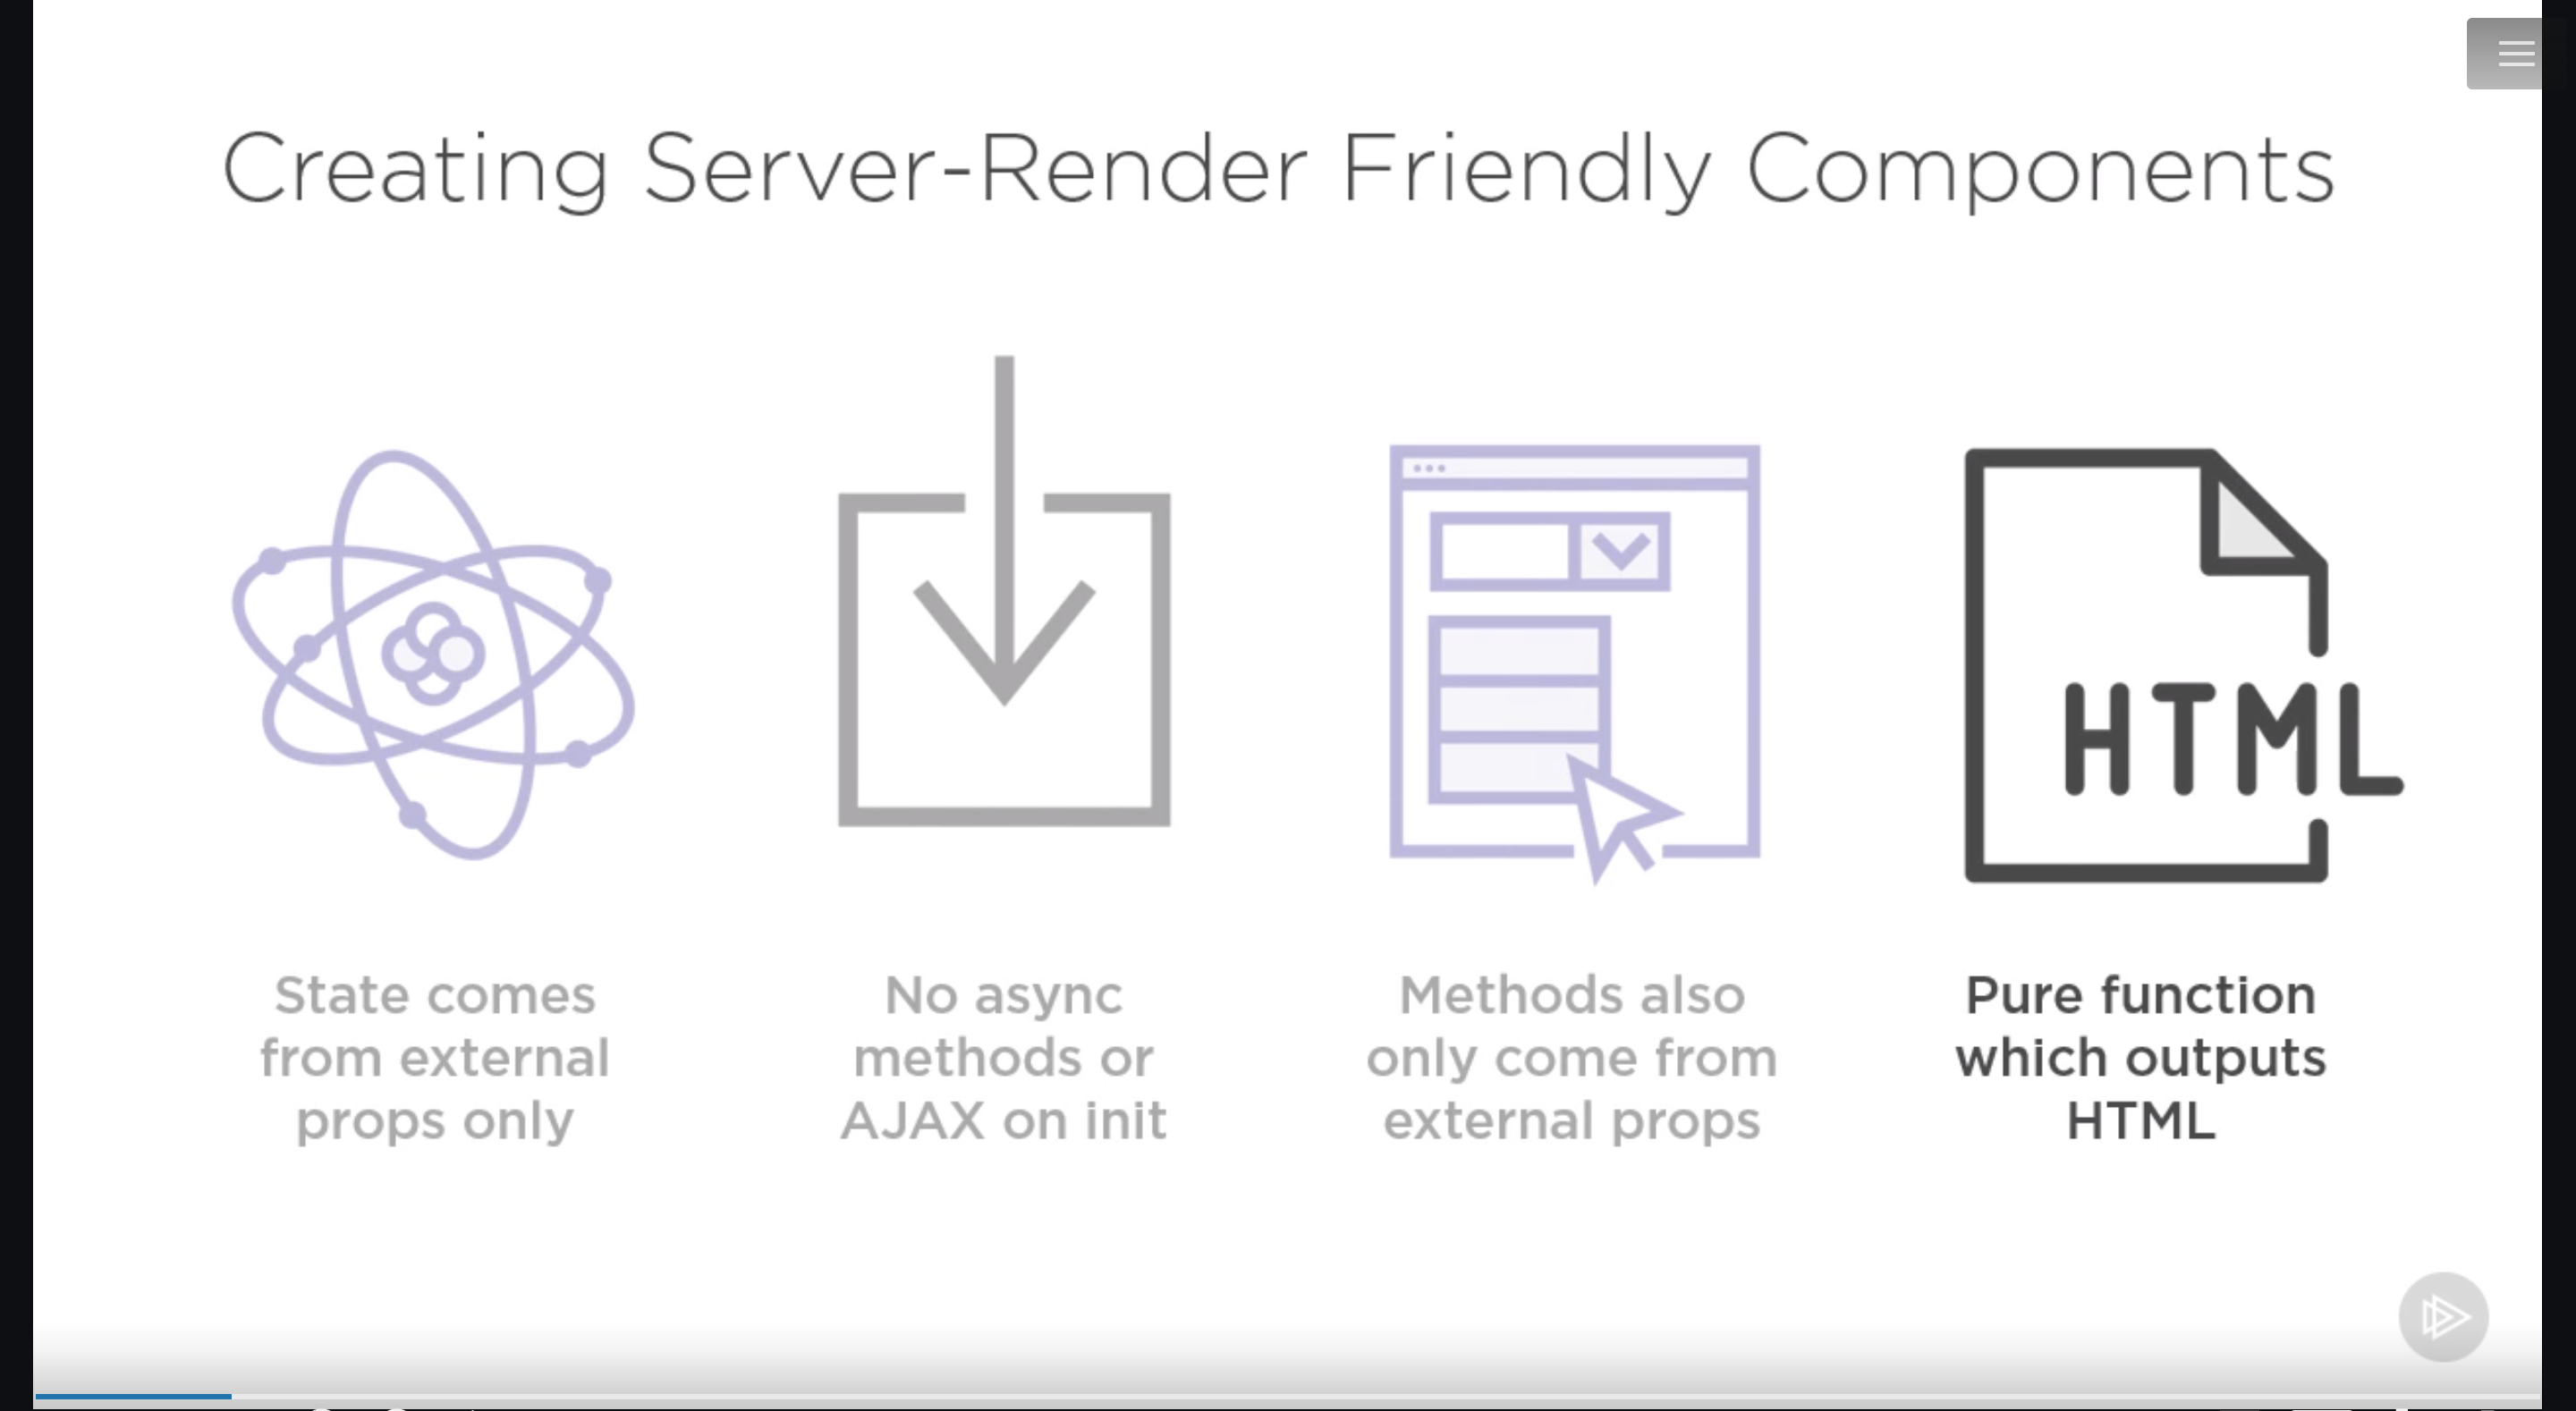 Creating Server-Render Friendly Components
HTML
State comes
from external
props only
No async
methods or
AJAX on init
Methods also
only come from
external props
Pure function
which outputs
HTML